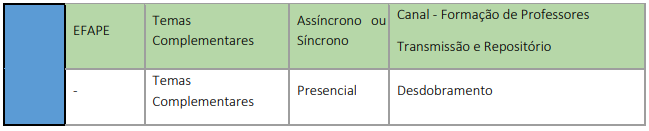 EFAPE
Temas
Complementares
Assíncrono ou
Síncrono
Canal - Formação de Professores
Transmissão e Repositório
-
Temas
Complementares
Presencial
Desdobramento